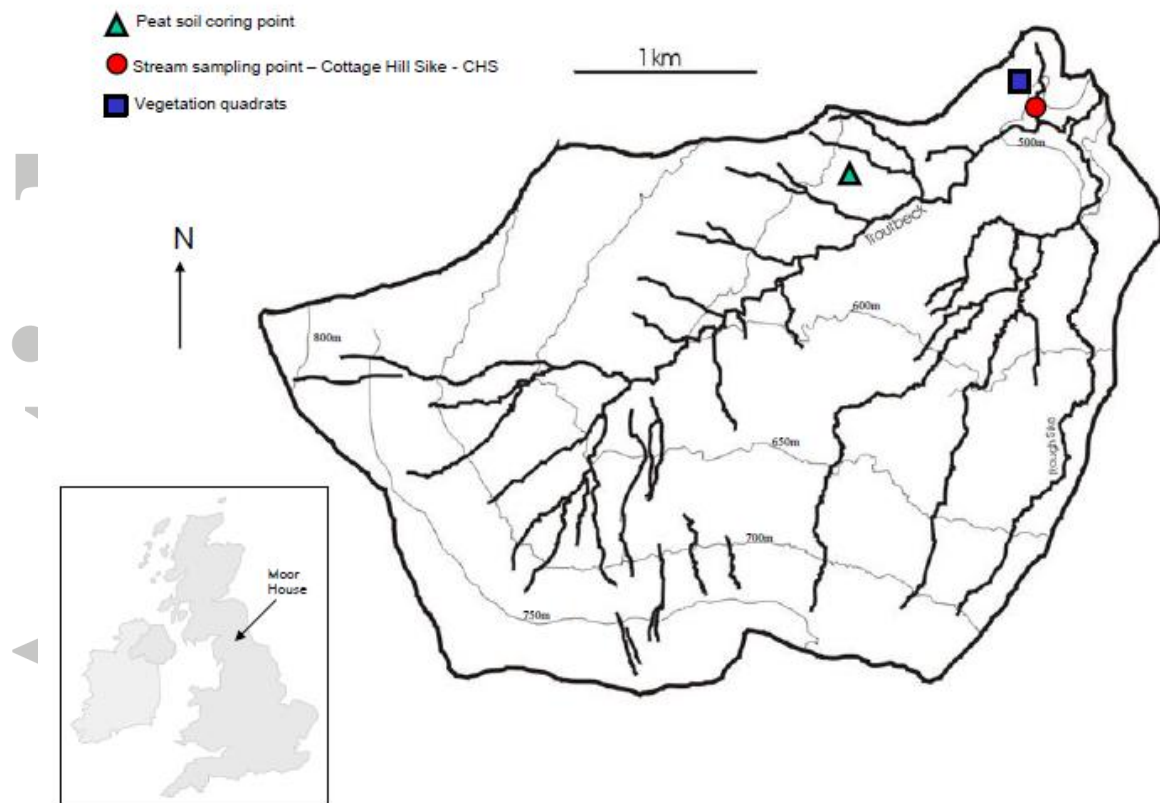 Peat soil coring point
Stream sampling point – Cottage Hill Sike - CHS
Vegetation quadrats
1 km
N
500m
Troutbeck
600m
800m
650m
Rough Sike
700m
750m
Moor
House